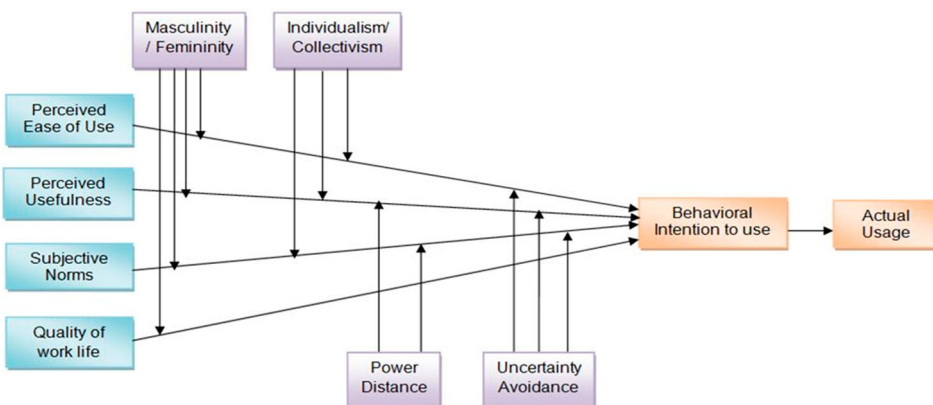 Masculinity
/ Femininity
Individualism/
Collectivism
Perceived
Ease of Use
Perceived
Usefulness
Subjective
Norms
Quality of
work life
Behavioral
Intention to use
Actual
Usage
Power
Distance
Uncertainty
Avoidance